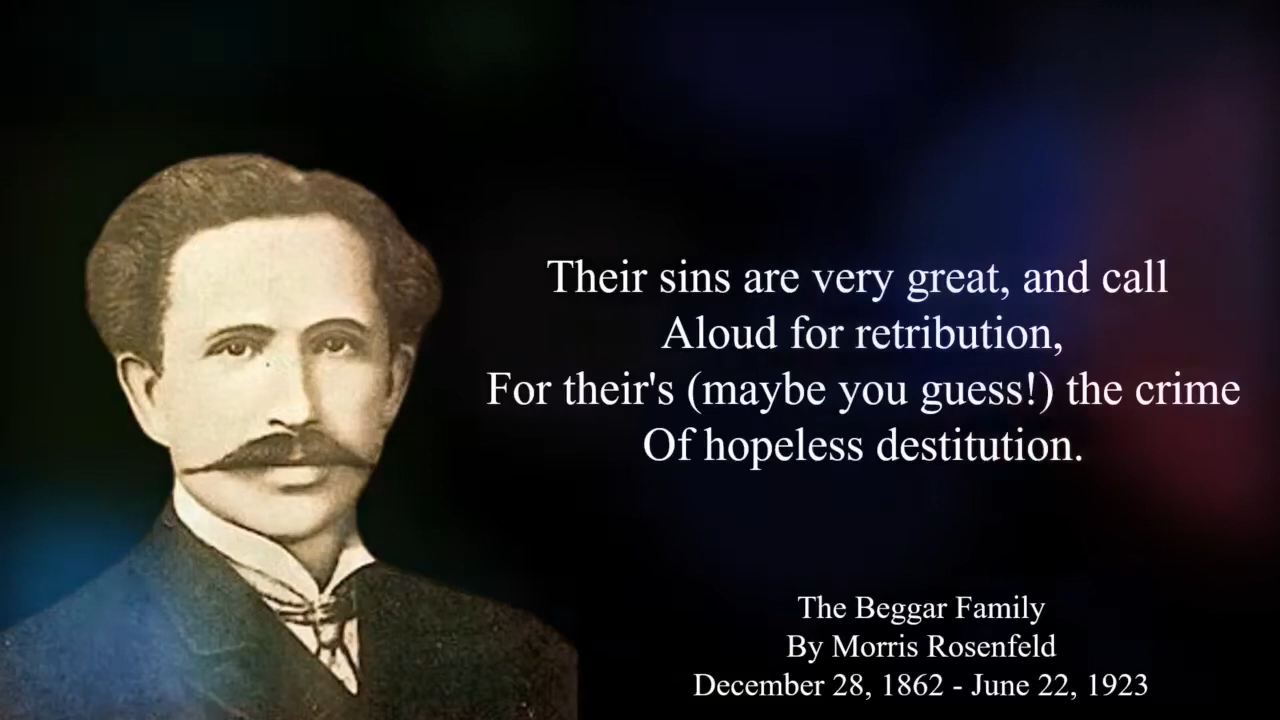 Their sins are very great, and call
Aloud for retribution,
For their's (maybe you guess!) the crime
Of hopeless destitution.
The Beggar Family
By Morris Rosenfeld
December 28, 1862 - June 22, 1923